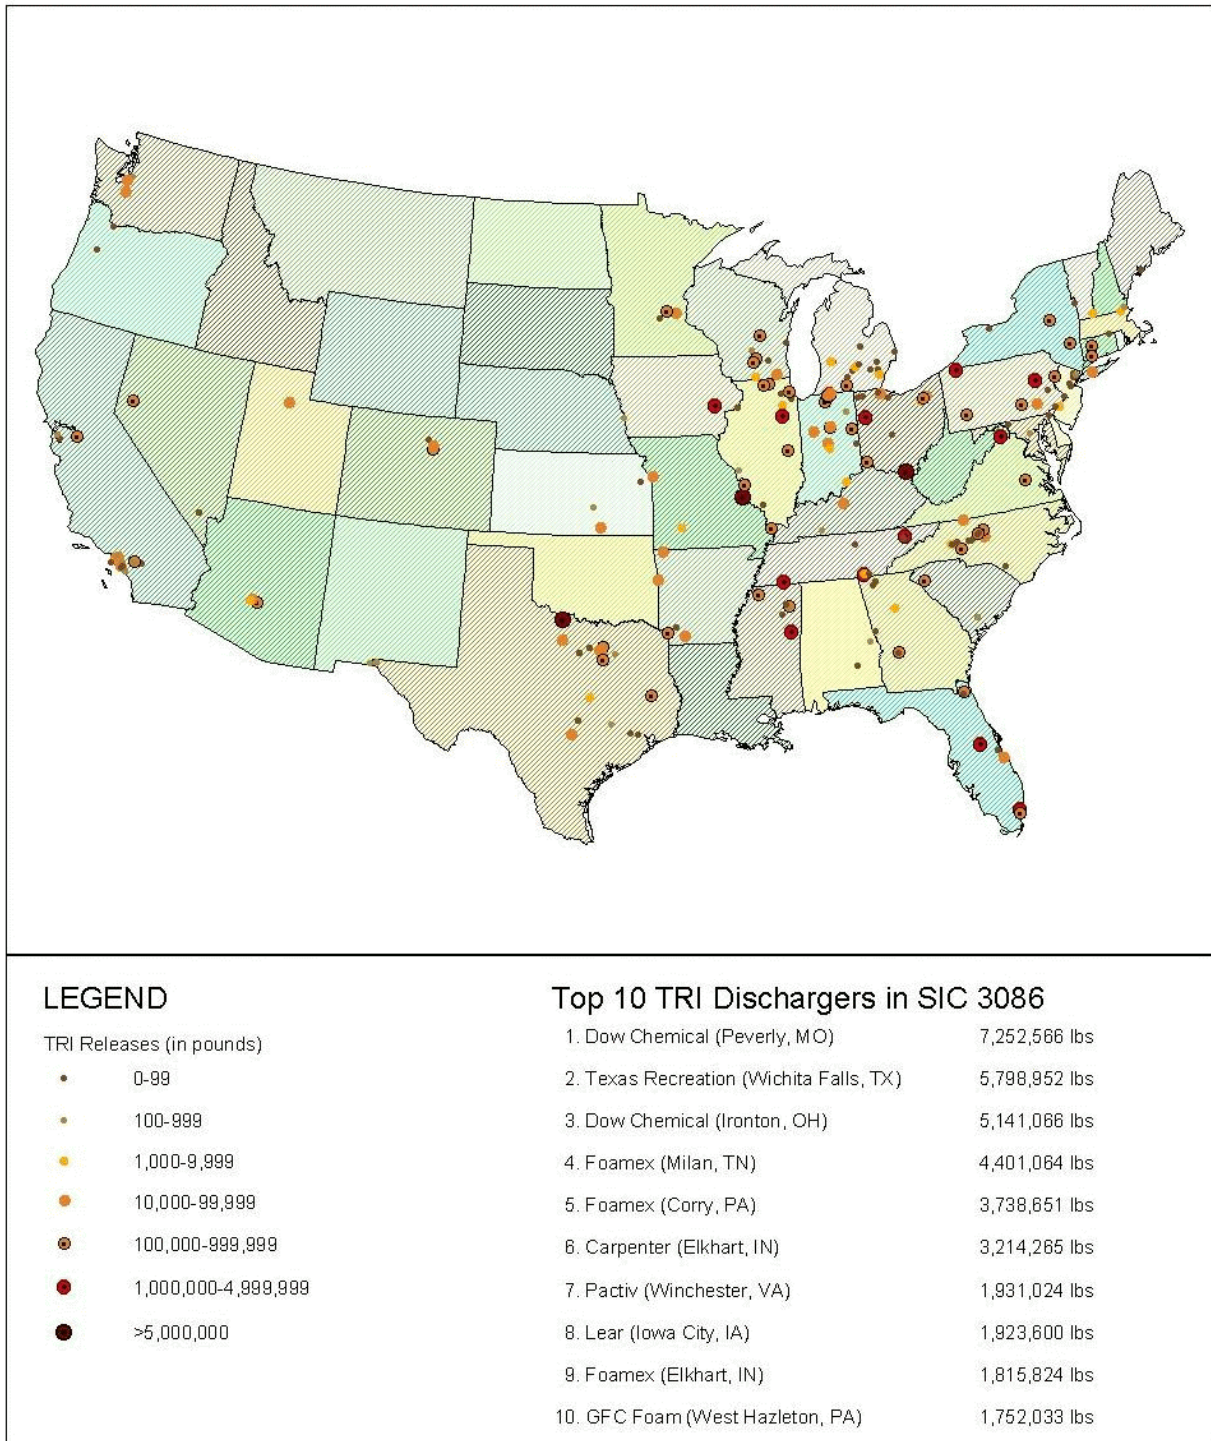 LEGEND
TRI Releases (in pounds)
0-99
100-999
1,000-9,999
10,000-99,999
100,000-999,999
1,000,000-4,999,999
>5,000,000
Top 10 TRI Dischargers in SIC 3086
1. Dow Chemical (Peverly, MO) 7,252,566 lbs
2. Texas Recreation (Wichita Falls, TX) 5,798,952 lbs
3. Dow Chemical (Ironton, OH) 5,141,066 lbs
4. Foamex (Milan, TN) 4,401,064 lbs
5. Foamex (Corry, PA) 3,738,651 lbs
6. Carpenter (Elkhart, IN) 3,214,265 lbs
7. Pactiv (Winchester, VA) 1,931,024 lbs
8. Lear (Iowa City, IA) 1,923,600 lbs
9. Foamex (Elkhart, IN) 1,815,824 lbs
10. GFC Foam (West Hazleton, PA) 1,752,033 lbs